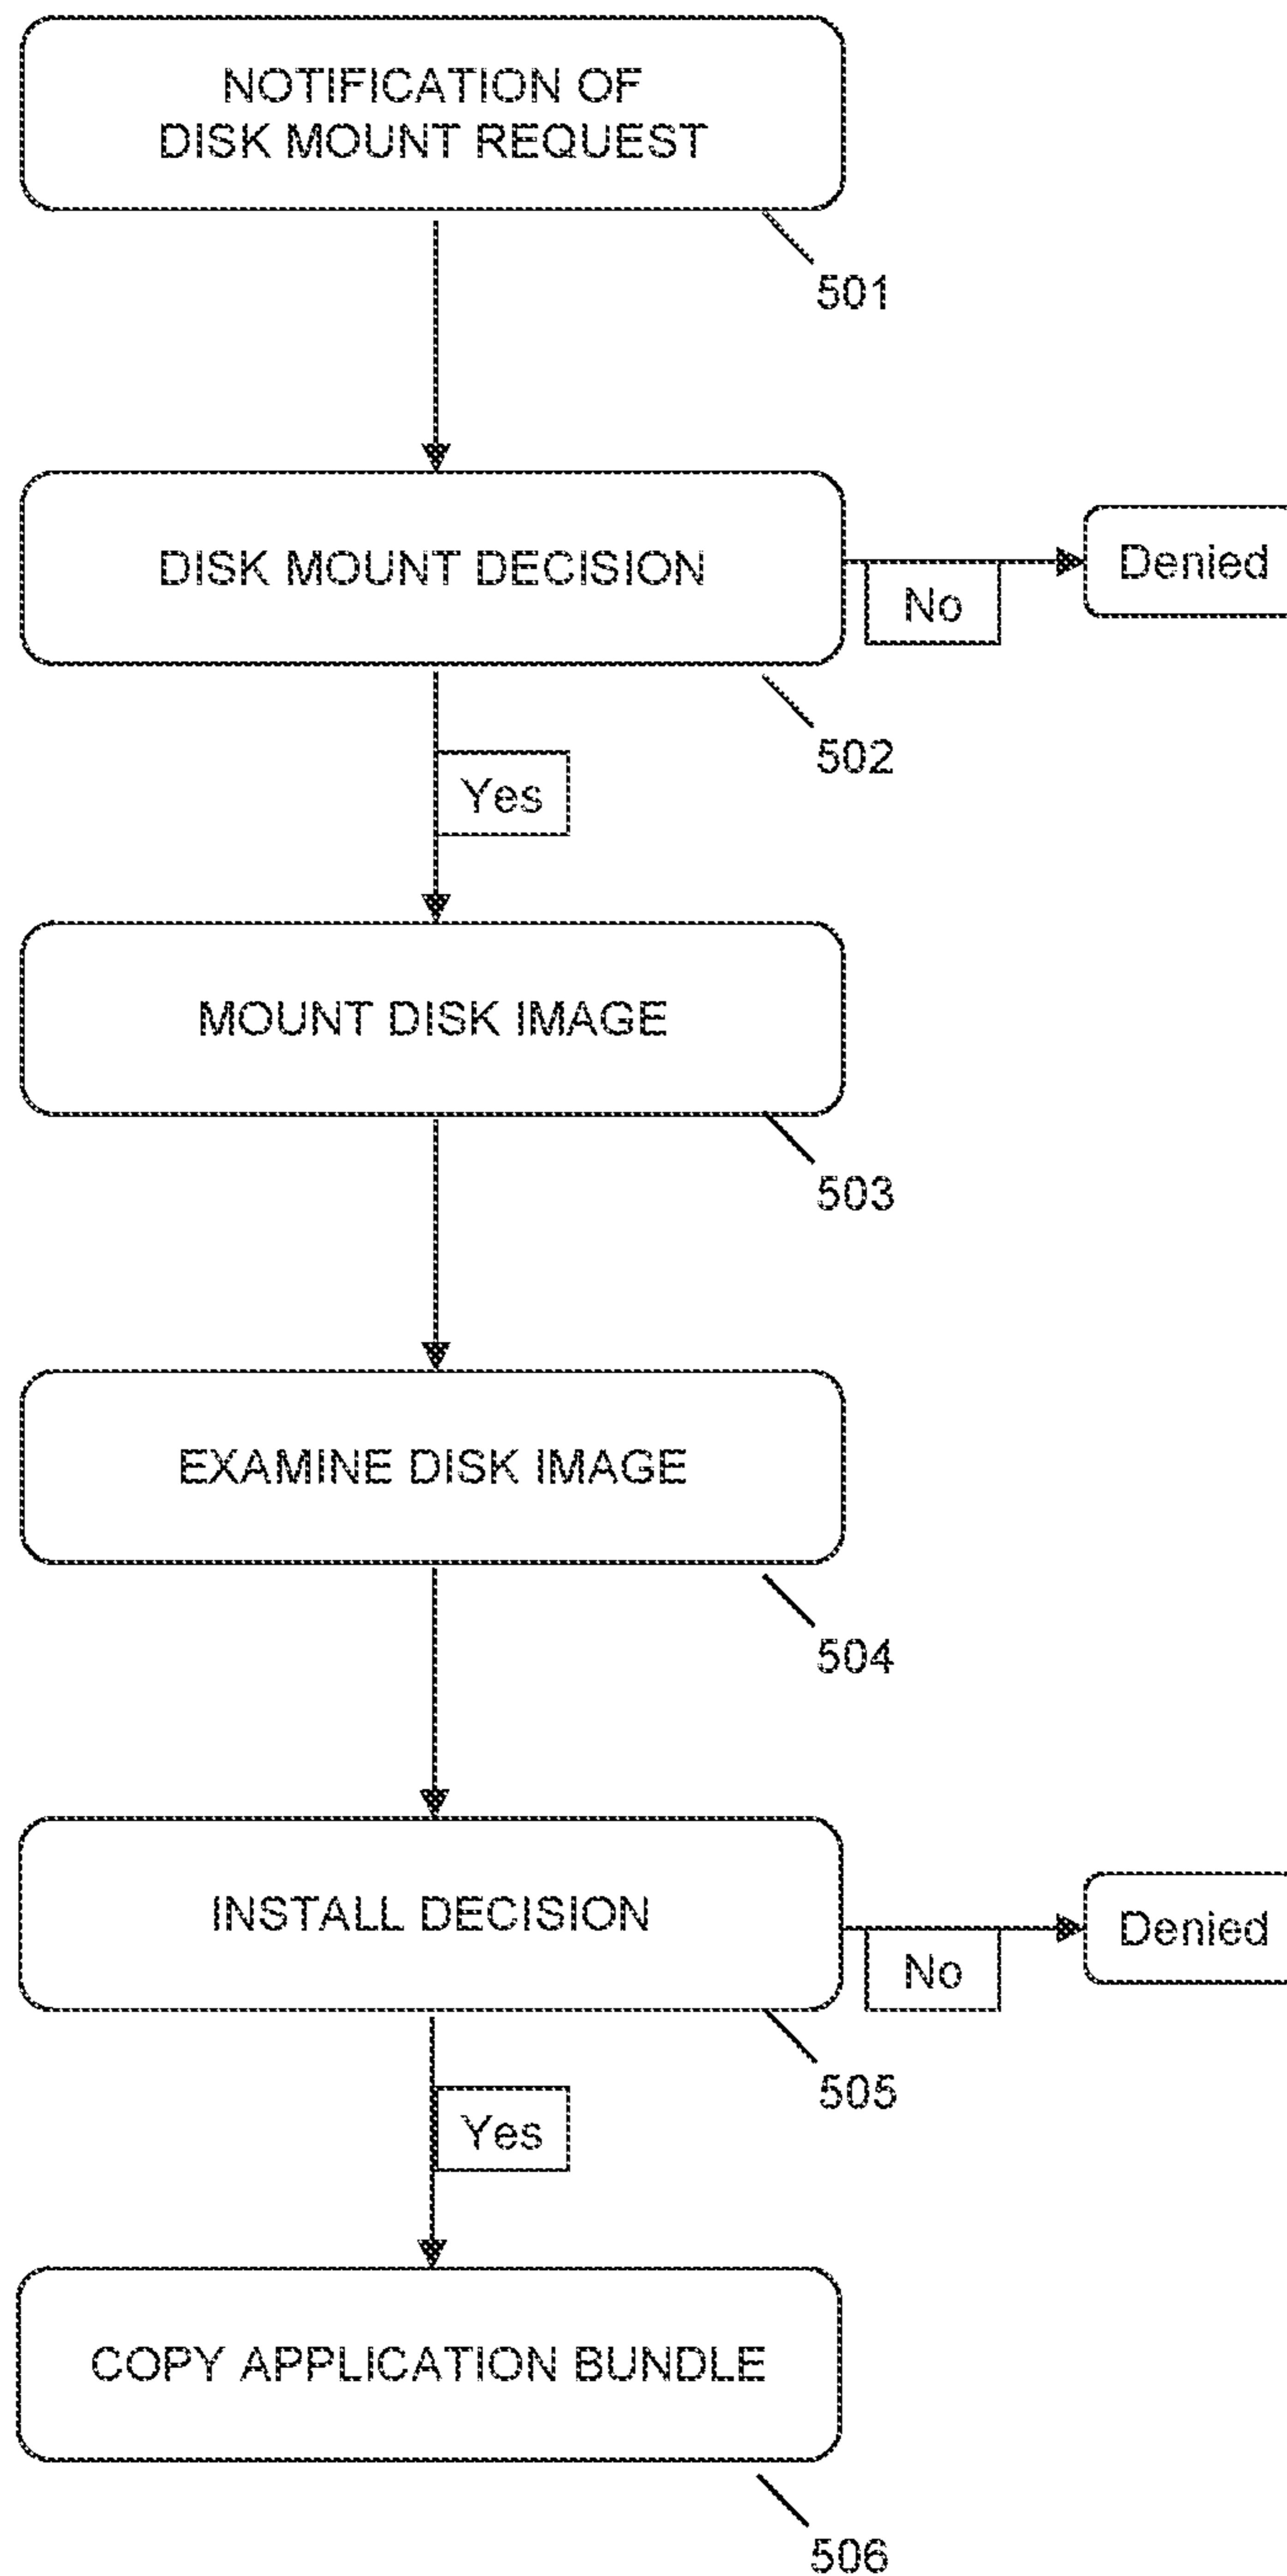 NOTIFICATION OF
DISK MOUNT REQUEST
501
DISK MOUNT DECISION
No
Denied
502
Yes
MOUNT DISK IMAGE
503
EXAMINE DISK IMAGE
504
INSTALL DECISION
No
Denied
505
Yes
COPY APPLICATION BUNDLE
506